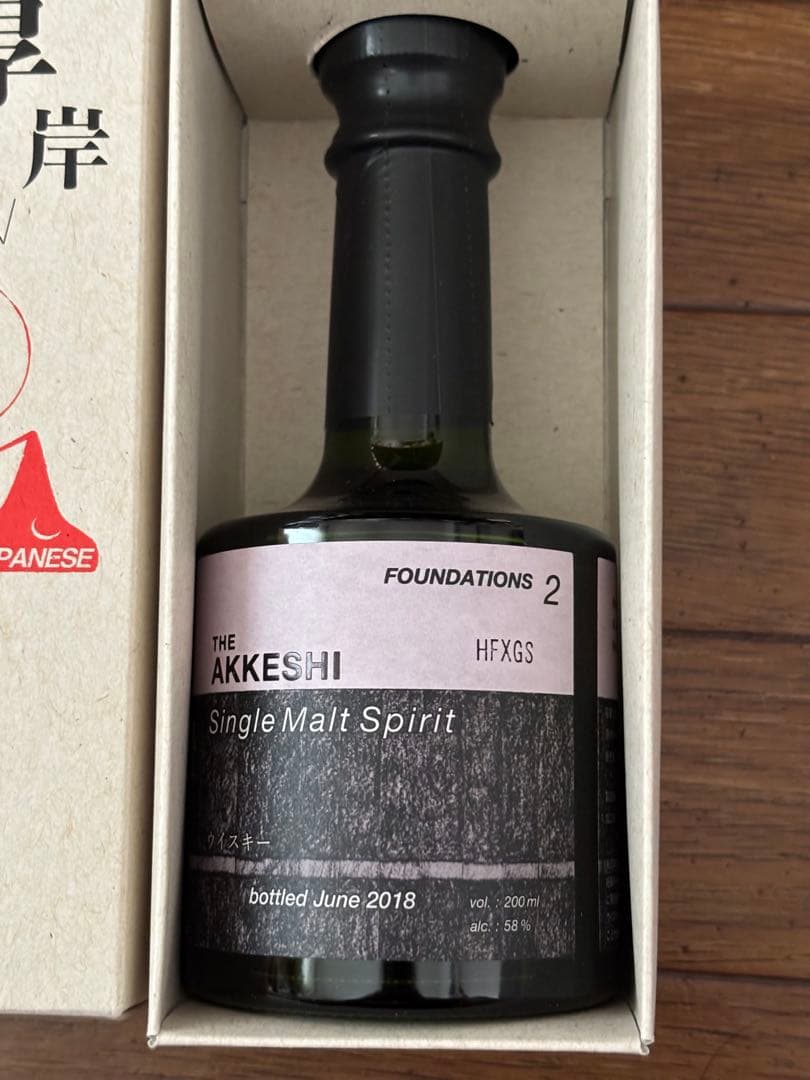 岸
PANESE
FOUNDATIONS 2
THE
AKKESHI
HFXGS
Single Malt Spirit
ウイスキー
bottled June 2018
vol. : 200 ml
alc. : 58 %